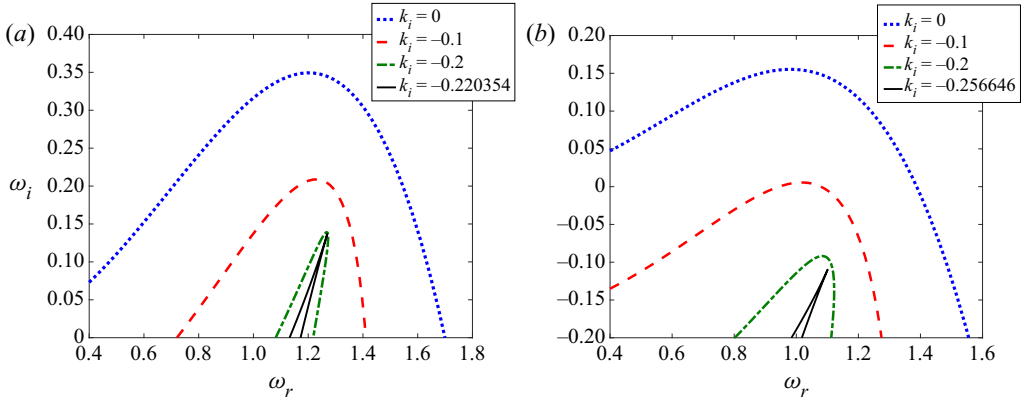 (a)
k_i = 0
k_i = –0.1
k_i = –0.2
k_i = –0.220354
0.40
0.35
0.30
0.25
0.20
0.15
0.10
0.05
0
ω_i
0.4 0.6 0.8 1.0 1.2 1.4 1.6 1.8
ω_r
(b)
k_i = 0
k_i = –0.1
k_i = –0.2
k_i = –0.256646
0.20
0.15
0.10
0.05
0
–0.05
–0.10
–0.15
–0.20
0.4 0.6 0.8 1.0 1.2 1.4 1.6
ω_r